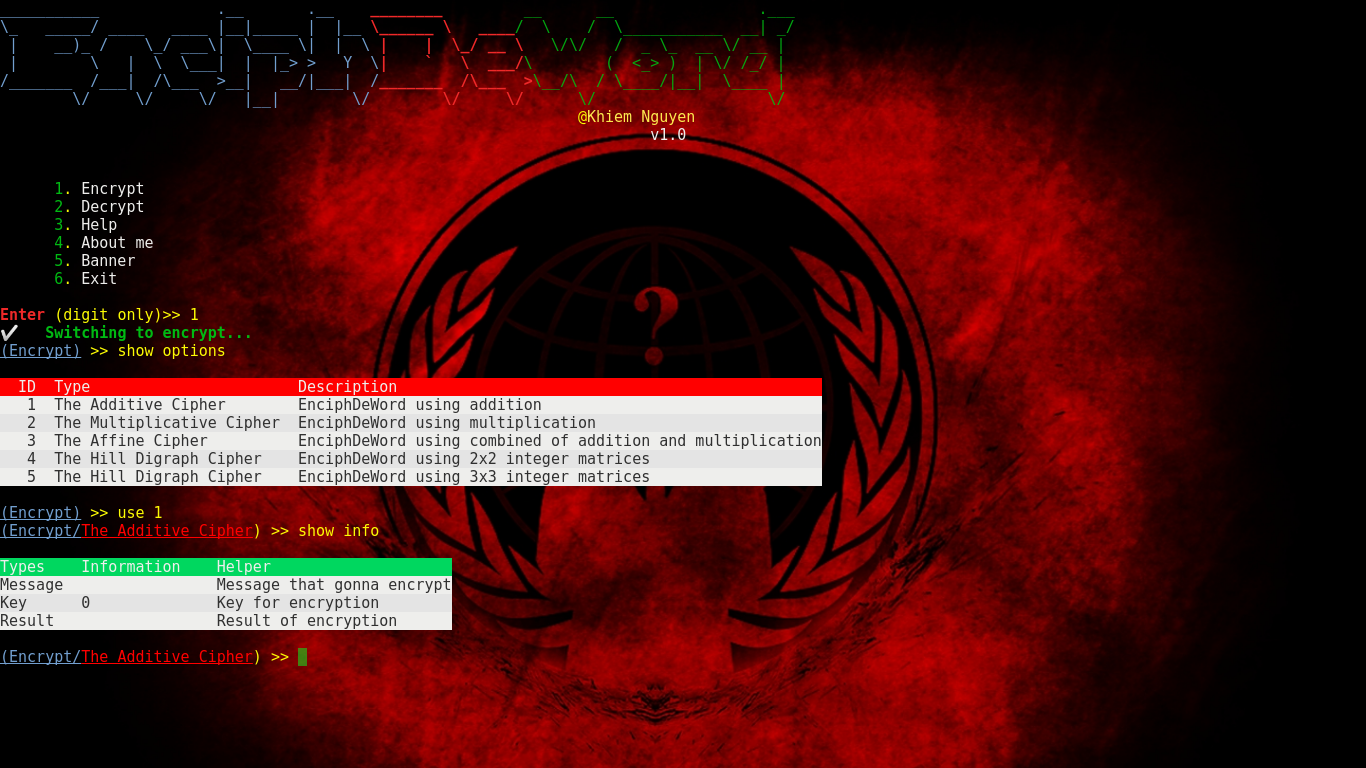 EnciphDeWord
@Khiem Nguyen
v1.0
1. Encrypt
2. Decrypt
3. Help
4. About me
5. Banner
6. Exit
Enter (digit only)>> 1
✔ Switching to encrypt...
(Encrypt) >> show options
ID Type Description
1 The Additive Cipher EnciphDeWord using addition
2 The Multiplicative Cipher EnciphDeWord using multiplication
3 The Affine Cipher EnciphDeWord using combined of addition and multiplication
4 The Hill Digraph Cipher EnciphDeWord using 2x2 integer matrices
5 The Hill Digraph Cipher EnciphDeWord using 3x3 integer matrices
(Encrypt) >> use 1
(Encrypt/The Additive Cipher) >> show info
Types Information Helper
Message Message that gonna encrypt
Key 0 Key for encryption
Result Result of encryption
(Encrypt/The Additive Cipher) >>
?